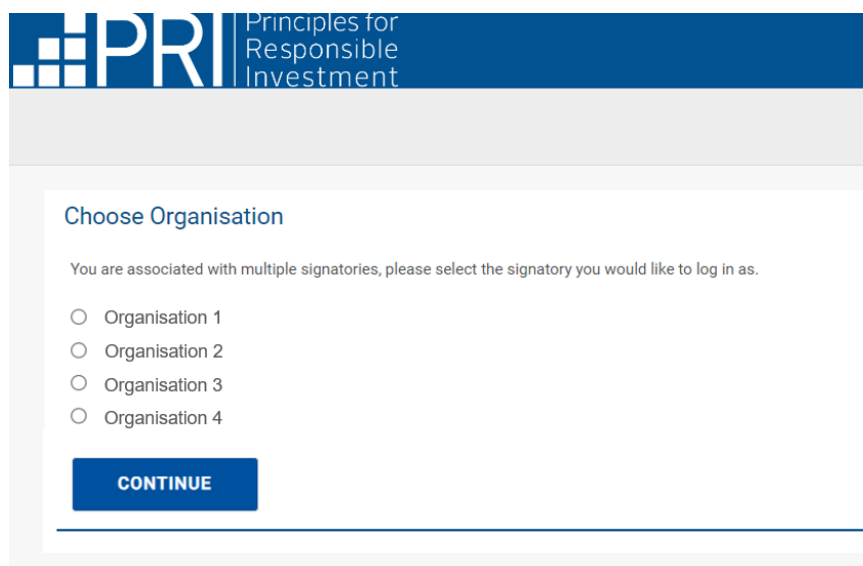 PRI
Principles for
Responsible
Investment
Choose Organisation
You are associated with multiple signatories, please select the signatory you would like to log in as.
Organisation 1
Organisation 2
Organisation 3
Organisation 4
CONTINUE